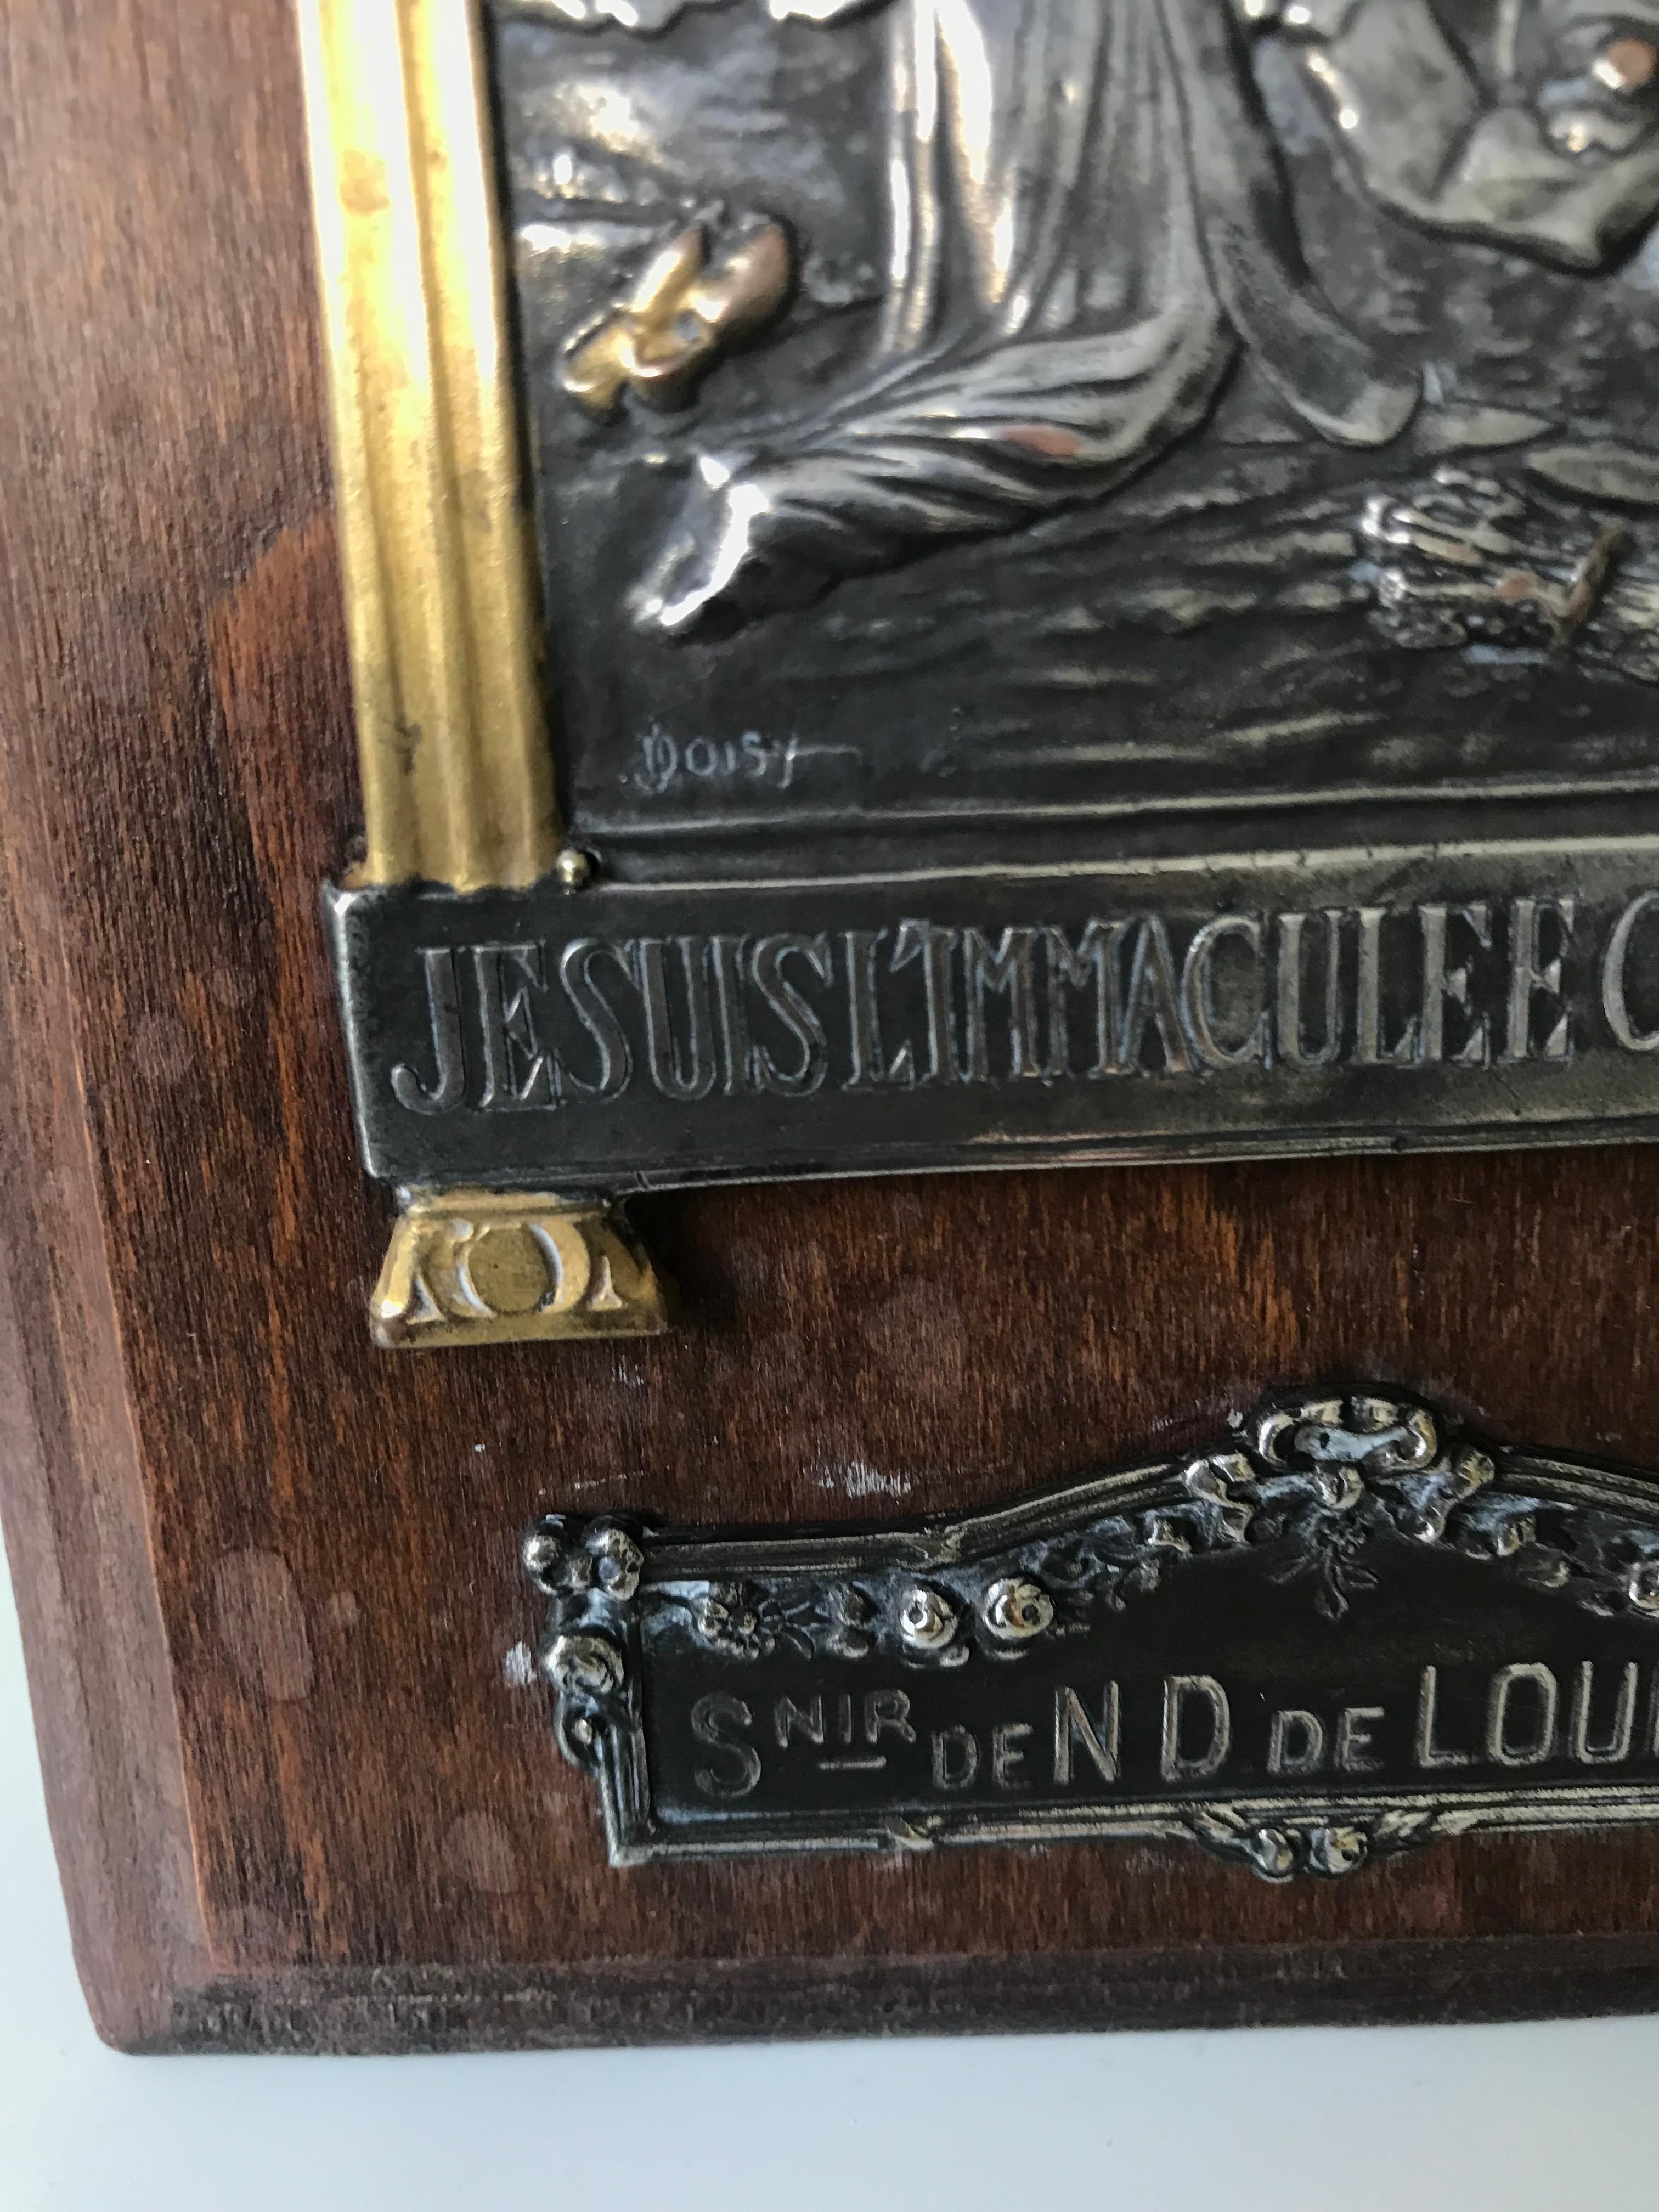 Doisy
JE SUIS L'IMMACULEE C
SNIR DE N D DE LOU